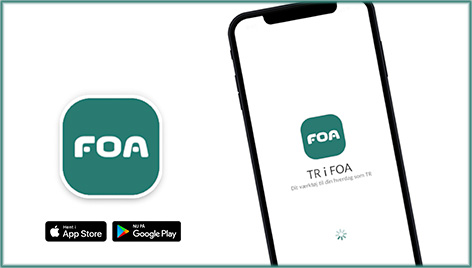 FOA
Hent i
App Store
NU PÅ
Google Play
FOA
TR i FOA
Dit værktøj til din hverdag som TR